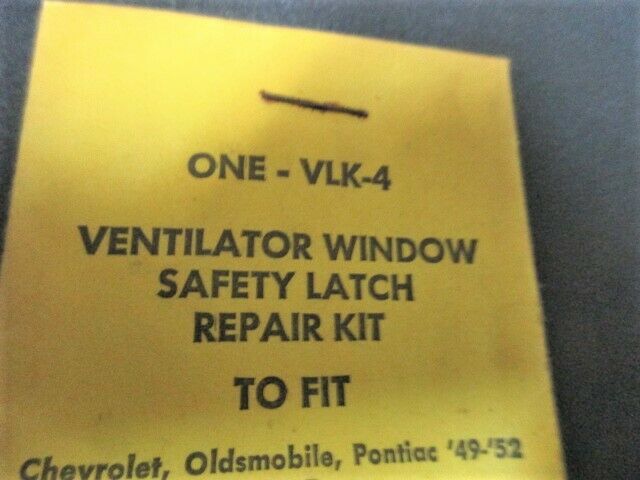 ONE - VLK-4
VENTILATOR WINDOW
SAFETY LATCH
REPAIR KIT
TO FIT
Chevrolet, Oldsmobile, Pontiac '49-'52